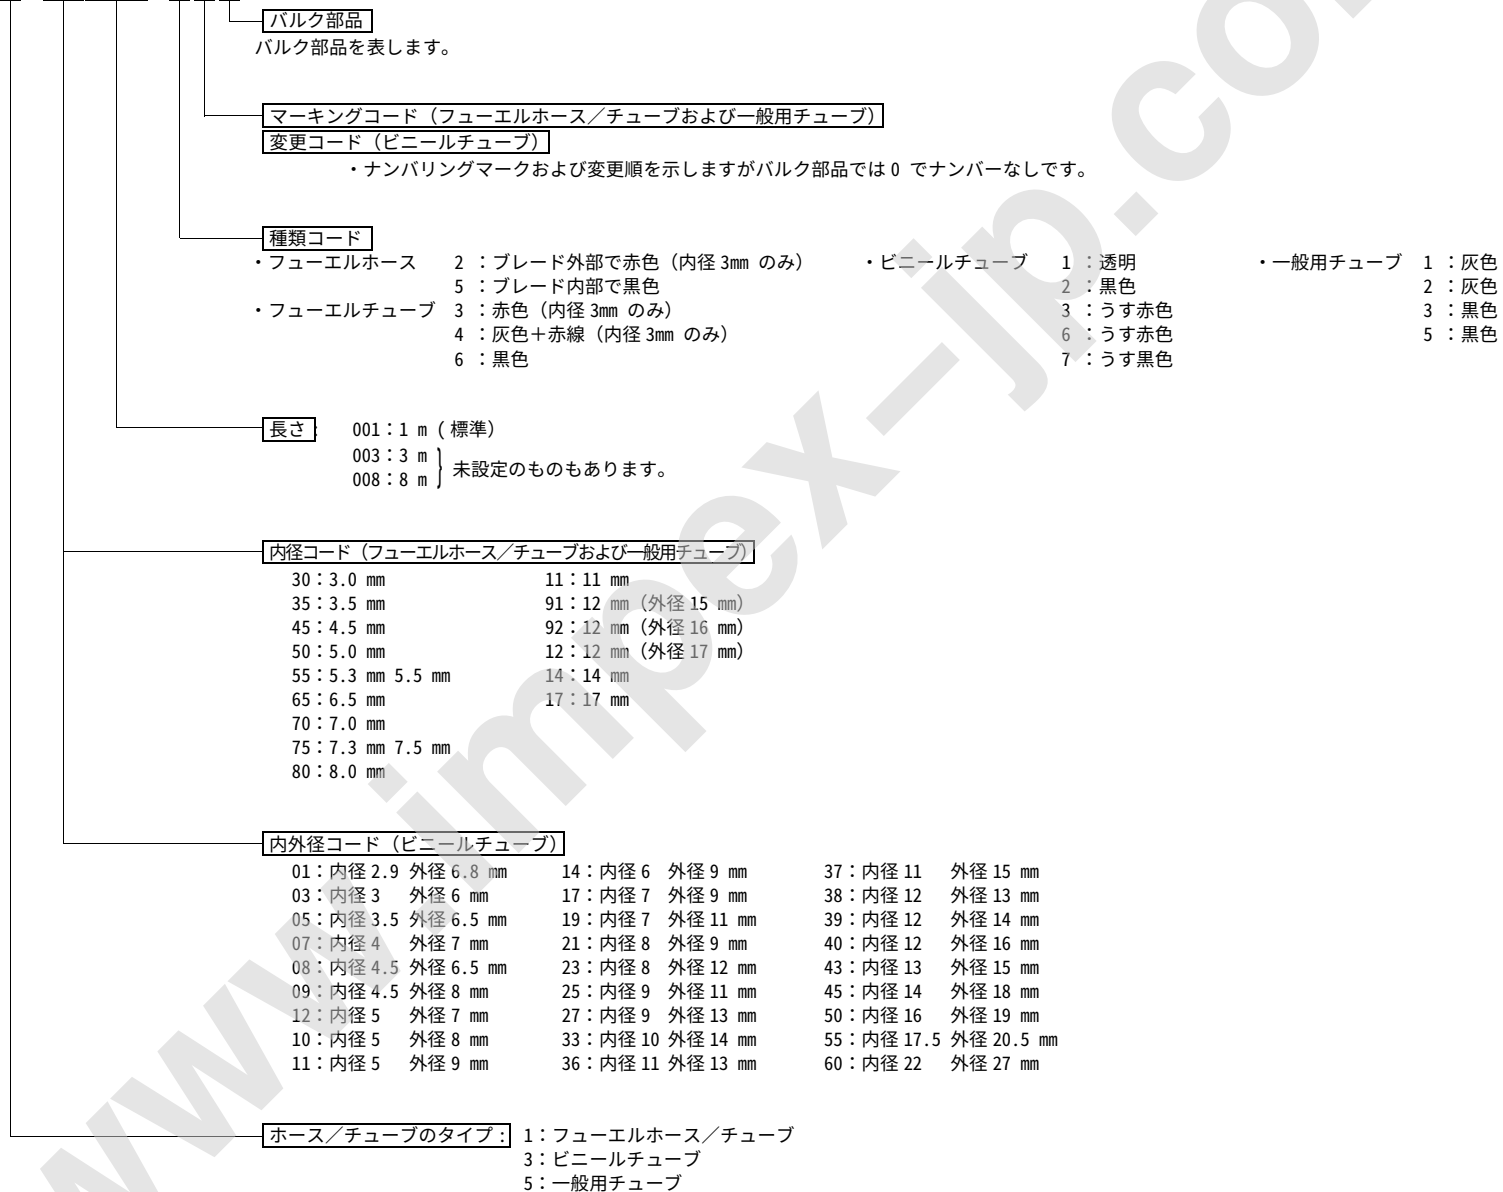 バルク部品
バルク部品を表します。
マーキングコード（フューエルホース／チューブおよび一般用チューブ）
変更コード（ビニールチューブ）
・ナンバリングマークおよび変更順を示しますがバルク部品では 0 でナンバーなしです。
種類コード
・フューエルホース 2 ：ブレード外部で赤色（内径 3㎜ のみ） ・ビニールチューブ 1 ：透明 ・一般用チューブ 1 ：灰色
5 ：ブレード内部で黒色 2 ：黒色 2 ：灰色
・フューエルチューブ 3 ：赤色（内径 3㎜ のみ） 3 ：うす赤色 3 ：黒色
4 ：灰色＋赤線（内径 3㎜ のみ） 6 ：うす赤色 5 ：黒色
6 ：黒色 7 ：うす黒色
長さ： 001：1 m ( 標準）
003：3 m
008：8 m } 未設定のものもあります。
内径コード（フューエルホース／チューブおよび一般用チューブ）
30：3.0 ㎜ 11：11 ㎜
35：3.5 ㎜ 91：12 ㎜（外径 15 ㎜）
45：4.5 ㎜ 92：12 ㎜（外径 16 ㎜）
50：5.0 ㎜ 12：12 ㎜（外径 17 ㎜）
55：5.3 ㎜ 5.5 ㎜ 14：14 ㎜
65：6.5 ㎜ 17：17 ㎜
70：7.0 ㎜
75：7.3 ㎜ 7.5 ㎜
80：8.0 ㎜
内外径コード（ビニールチューブ）
01：内径 2.9 外径 6.8 ㎜ 14：内径 6 外径 9 ㎜ 37：内径 11 外径 15 ㎜
03：内径 3 外径 6 ㎜ 17：内径 7 外径 9 ㎜ 38：内径 12 外径 13 ㎜
05：内径 3.5 外径 6.5 ㎜ 19：内径 7 外径 11 ㎜ 39：内径 12 外径 14 ㎜
07：内径 4 外径 7 ㎜ 21：内径 8 外径 9 ㎜ 40：内径 12 外径 16 ㎜
08：内径 4.5 外径 6.5 ㎜ 23：内径 8 外径 12 ㎜ 43：内径 13 外径 15 ㎜
09：内径 4.5 外径 8 ㎜ 25：内径 9 外径 11 ㎜ 45：内径 14 外径 18 ㎜
12：内径 5 外径 7 ㎜ 27：内径 9 外径 13 ㎜ 50：内径 16 外径 19 ㎜
10：内径 5 外径 8 ㎜ 33：内径 10 外径 14 ㎜ 55：内径 17.5 外径 20.5 ㎜
11：内径 5 外径 9 ㎜ 36：内径 11 外径 13 ㎜ 60：内径 22 外径 27 ㎜
ホース／チューブのタイプ： 1：フューエルホース／チューブ
3：ビニールチューブ
5：一般用チューブ
www.impex-jp.co